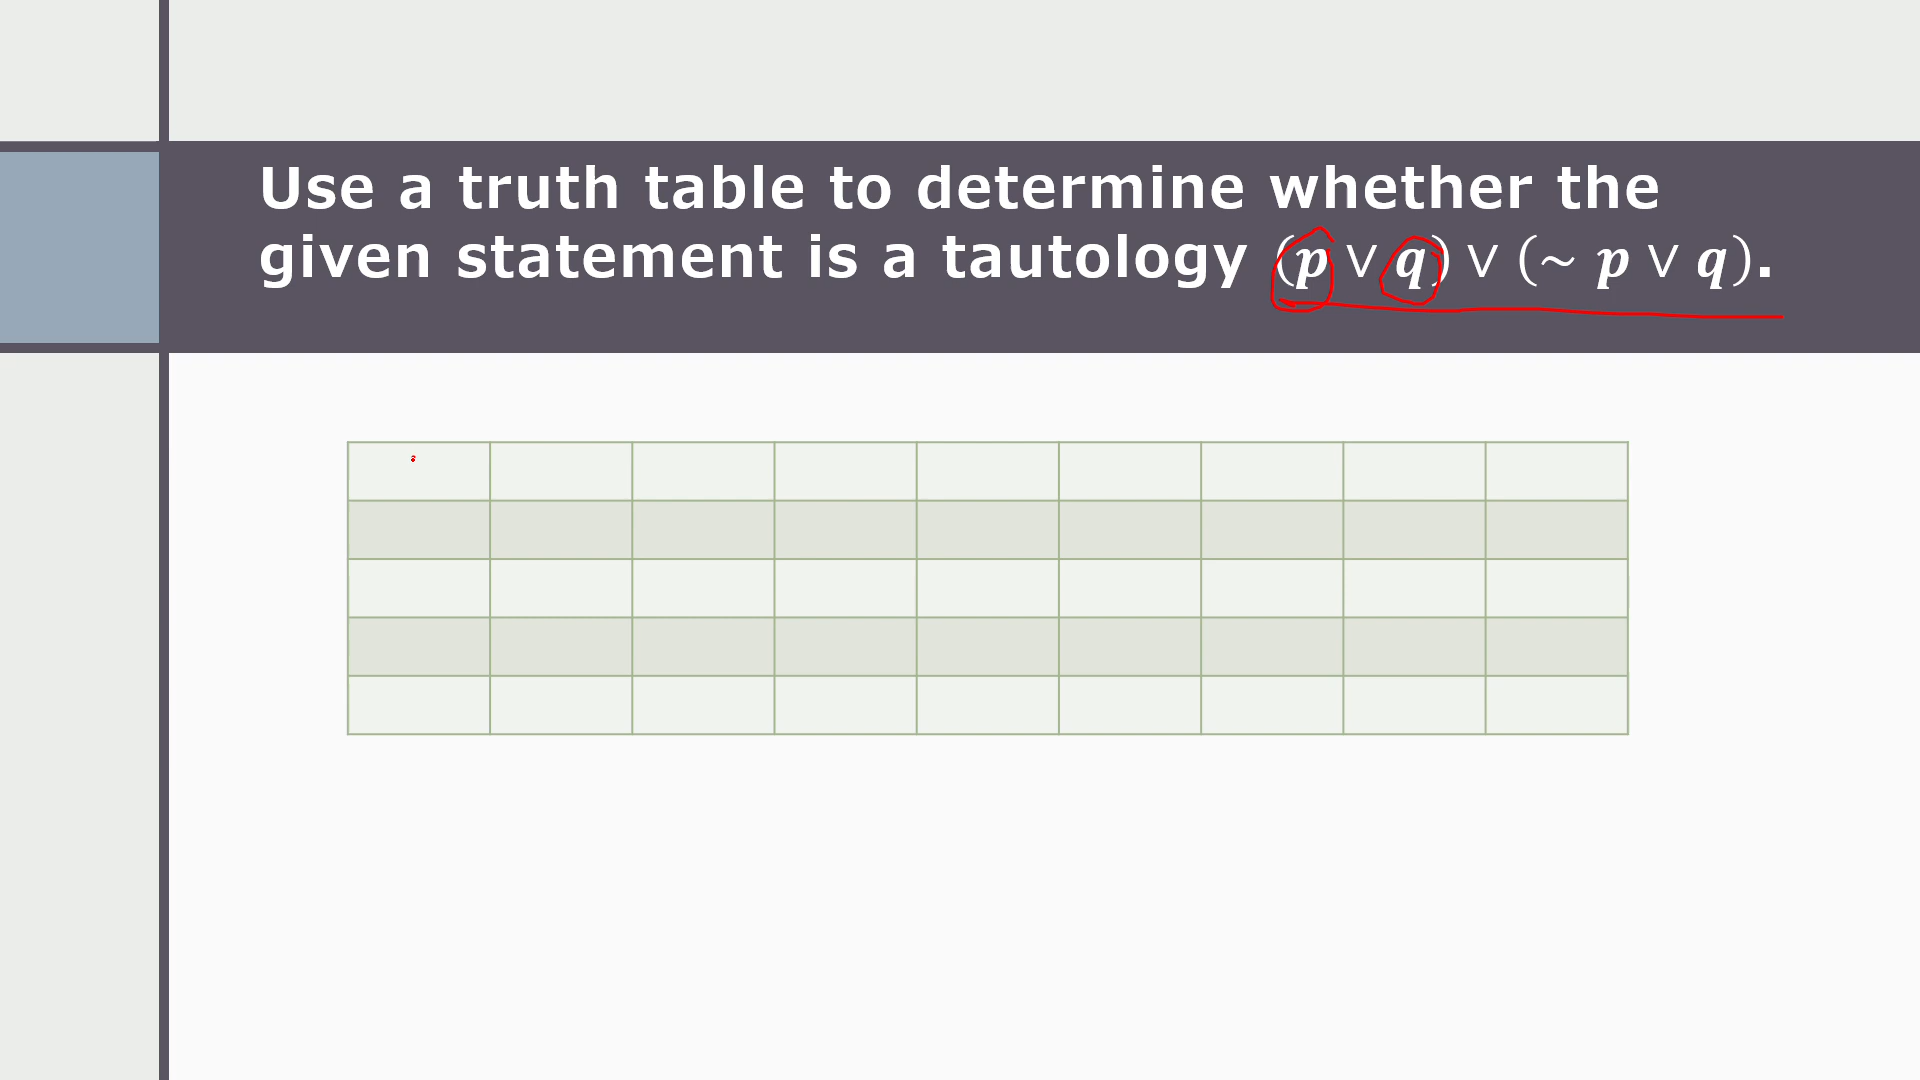 Use a truth table to determine whether the
given statement is a tautology (p ∨ q) ∨ (~ p ∨ q).